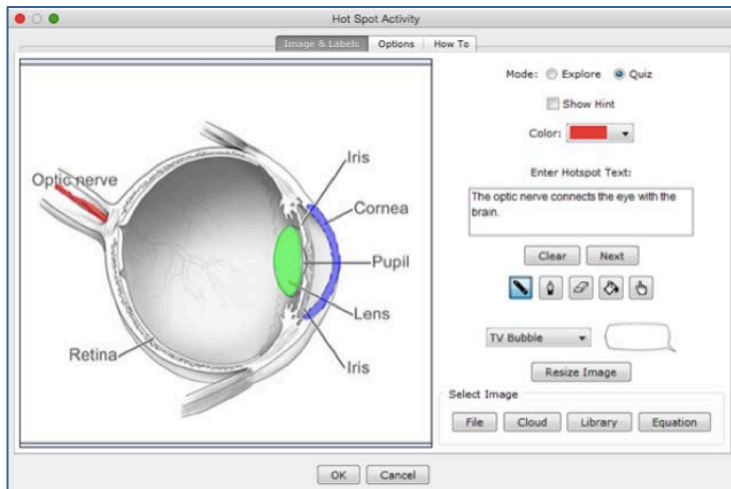 Hot Spot Activity
Image & Labels Options How To
Mode: Explore Quiz
Show Hint
Color:
Enter Hotspot Text:
The optic nerve connects the eye with the
brain.
Clear Next
TV Bubble
Resize Image
Select Image
File Cloud Library Equation
Iris
Optic nerve
Cornea
Pupil
Lens
Retina
Iris
OK Cancel